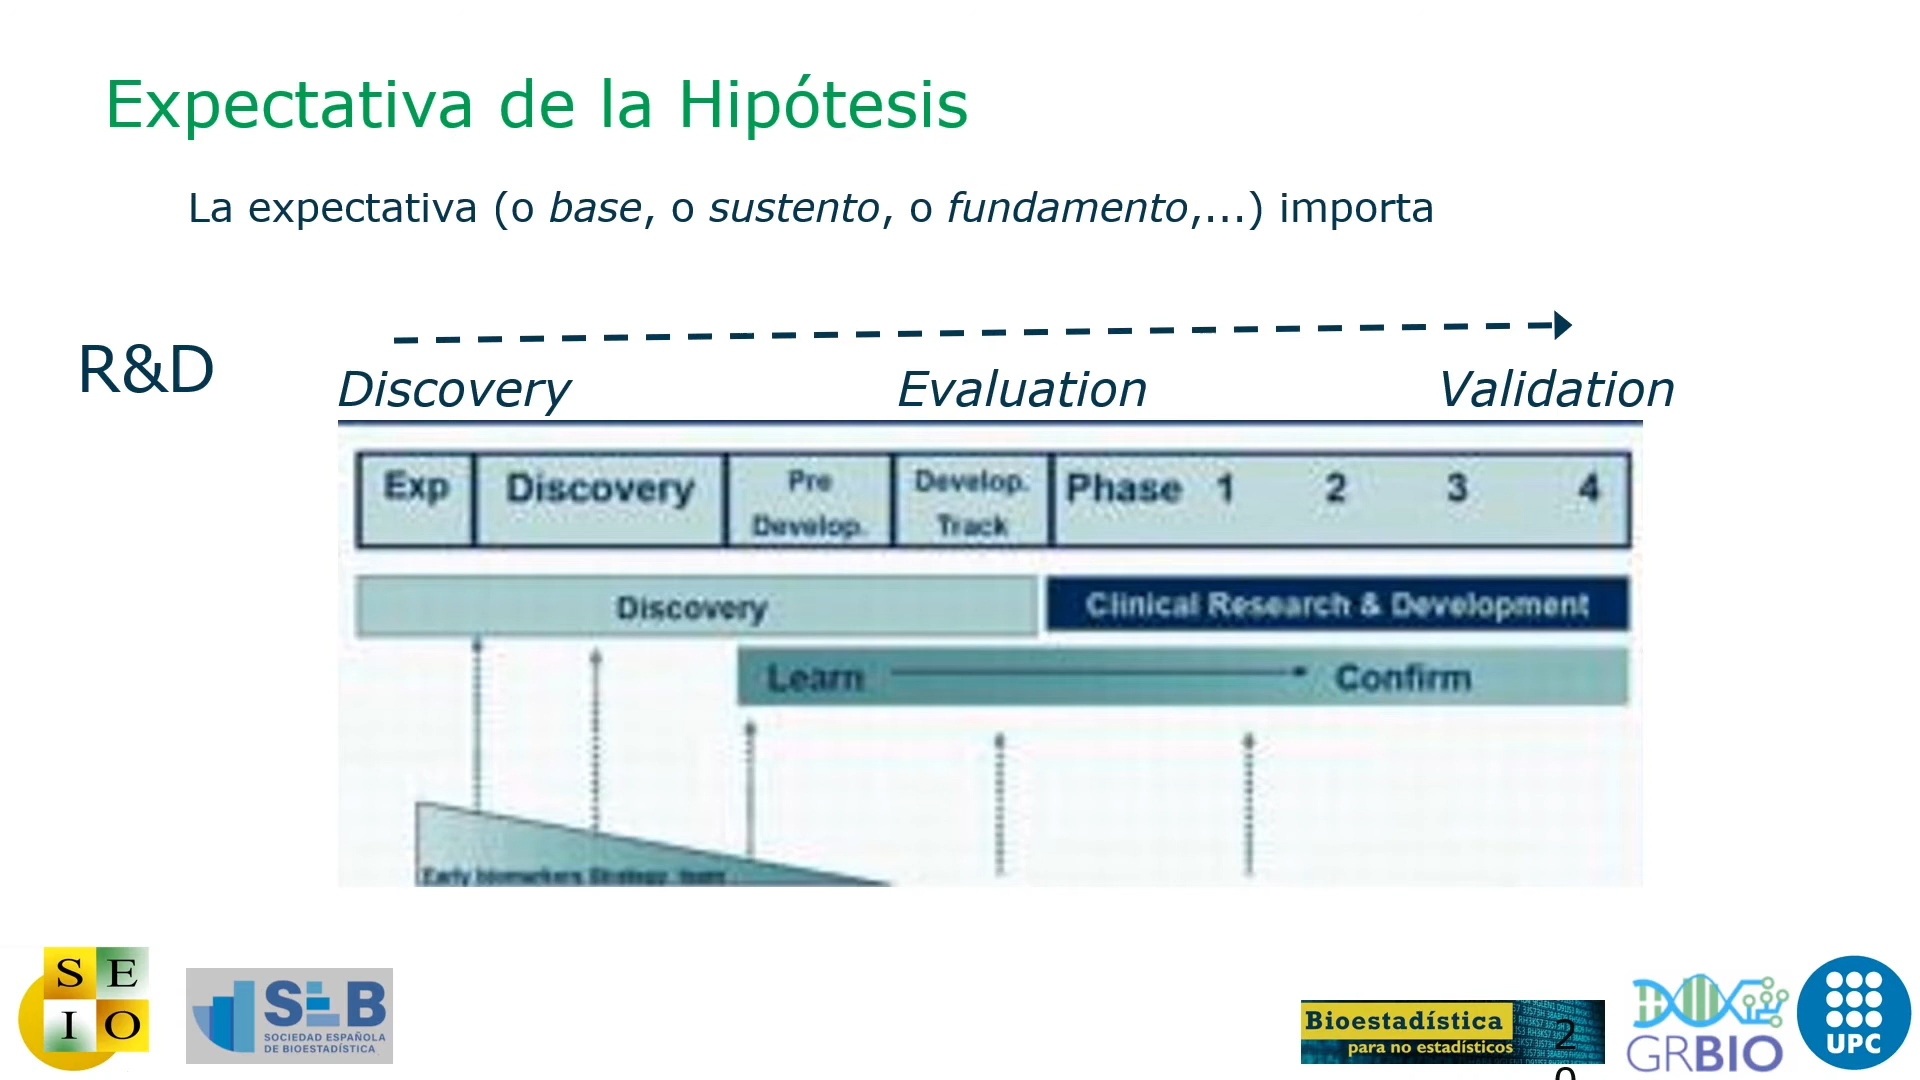 Expectativa de la Hipótesis
La expectativa (o base, o sustento, o fundamento,...) importa
R&D
Discovery Evaluation Validation
Exp Discovery Pre Develop. Develop. Track Phase 1 2 3 4
Discovery Clinical Research & Development
Learn Confirm
Early biomarkers Strategy team
S E
I O
SEB
SOCIEDAD ESPAÑOLA
DE BIOESTADÍSTICA
Bioestadística
para no estadísticos
GRBIO
UPC